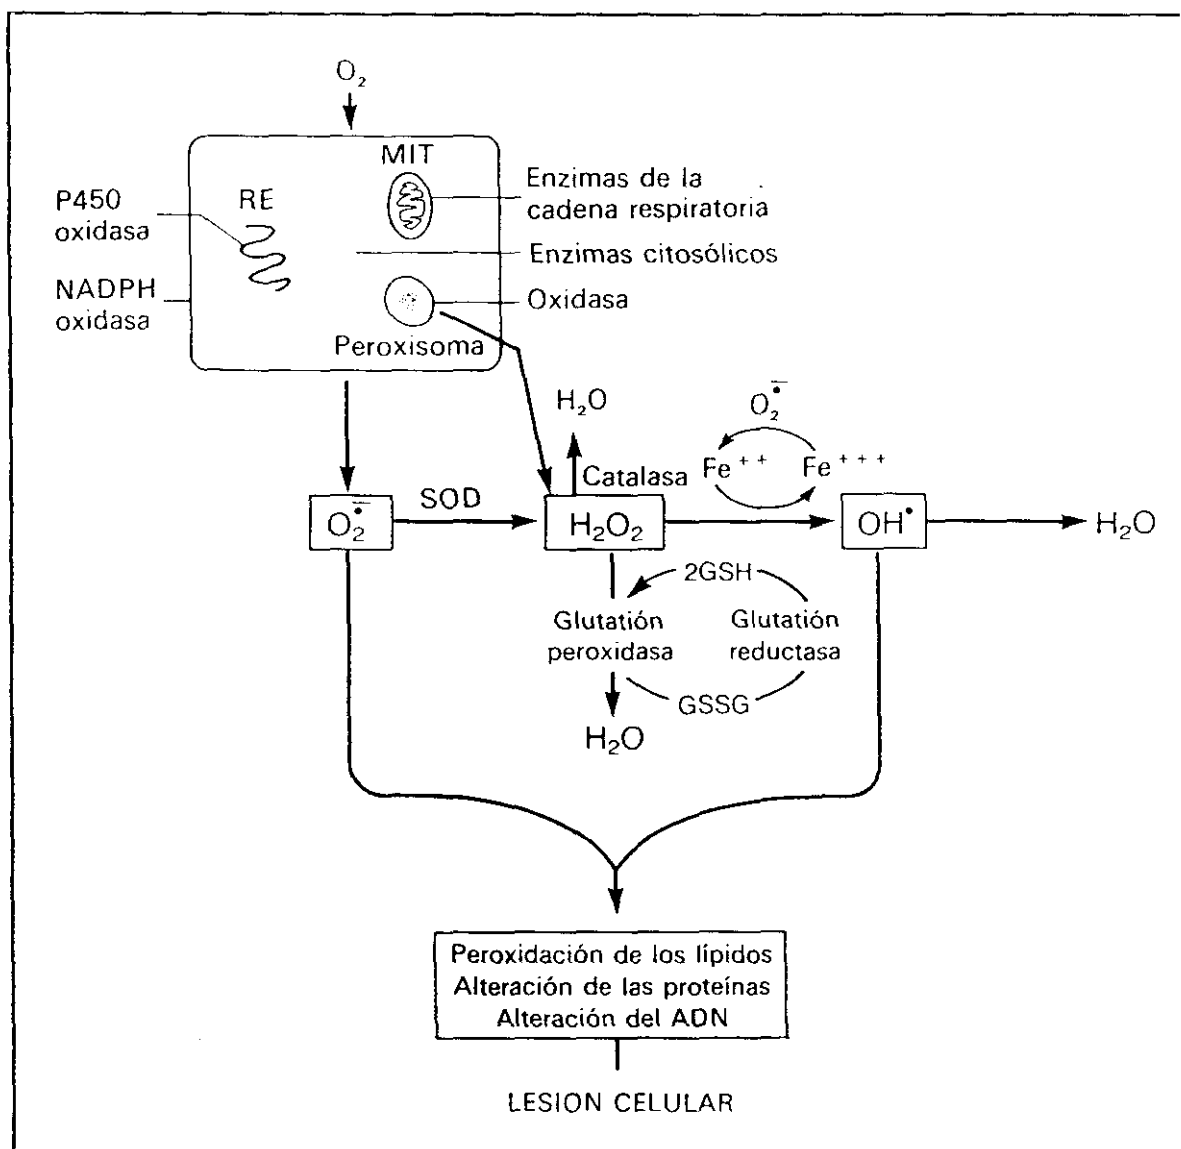 O₂
MIT
Enzimas de la
cadena respiratoria
P450
oxidasa
RE
Enzimas citosólicos
NADPH
oxidasa
Oxidasa
Peroxisoma
H₂O
O₂•̄
Catalasa
Fe⁺⁺
Fe⁺⁺⁺
O₂•̄
SOD
H₂O₂
OH•
H₂O
2GSH
Glutatión
peroxidasa
Glutatión
reductasa
GSSG
H₂O
Peroxidación de los lípidos
Alteración de las proteínas
Alteración del ADN
LESION CELULAR